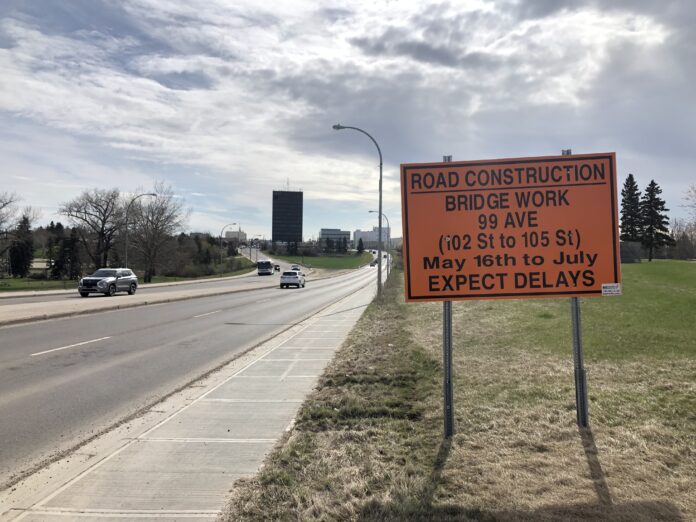 ROAD CONSTRUCTION
BRIDGE WORK
99 AVE
(102 St to 105 St)
May 16th to July
EXPECT DELAYS